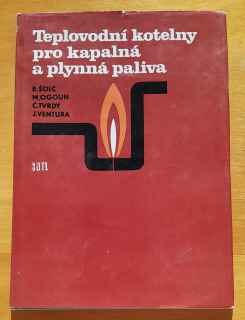 Teplovodní kotelny
pro kapalná
a plynná paliva
R.ŠOLC
M.OGOUN
Č.TVRDÝ
J.VENTURA
SNTL